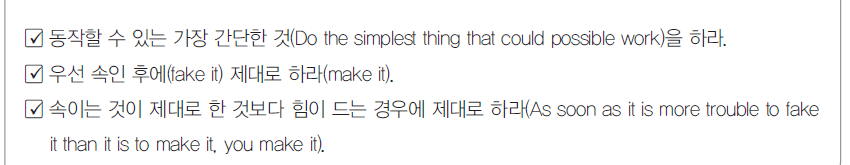 ☑ 동작할 수 있는 가장 간단한 것(Do the simplest thing that could possible work)을 하라.
☑ 우선 속인 후에(fake it) 제대로 하라(make it).
☑ 속이는 것이 제대로 한 것보다 힘이 드는 경우에 제대로 하라(As soon as it is more trouble to fake
it than it is to make it, you make it).